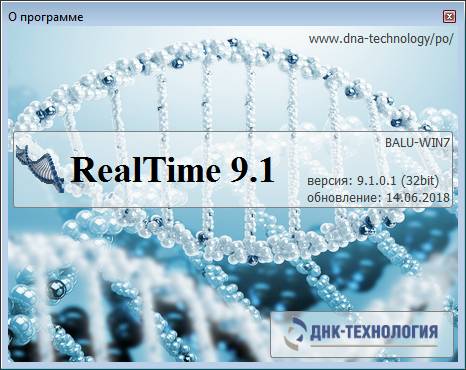 О программе
www.dna-technology/po/
BALU-WIN7
RealTime 9.1
версия: 9.1.0.1 (32bit)
обновление: 14.06.2018
ДНК-ТЕХНОЛОГИЯ